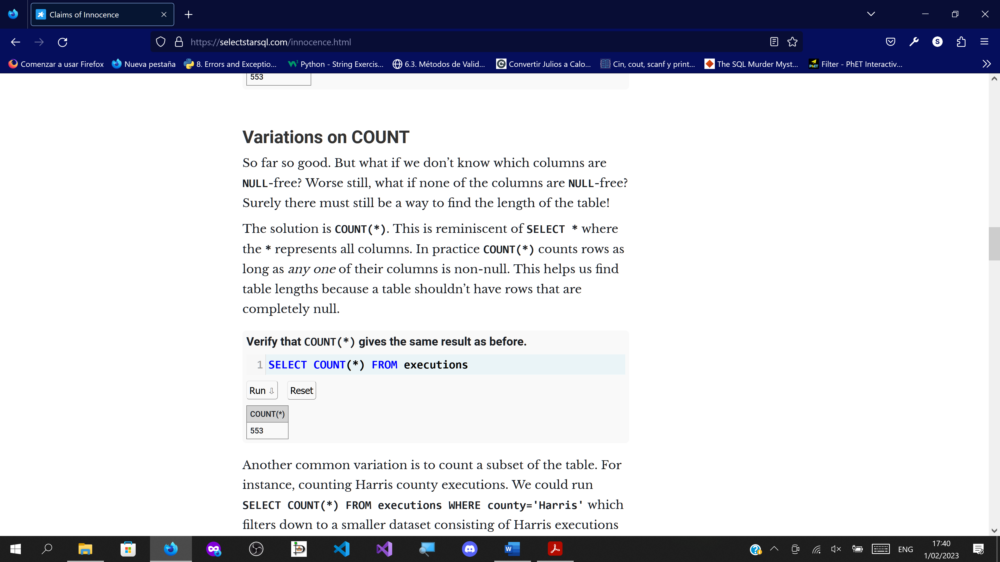 Claims of Innocence
https://selectstarsql.com/innocence.html
S
Comenzar a usar Firefox
Nueva pestaña
8. Errors and Exceptio...
Python - String Exercis...
6.3. Métodos de Valid...
Convertir Julios a Calo...
Cin, cout, scanf y print...
The SQL Murder Myst...
Filter - PhET Interactiv...
553
Variations on COUNT
So far so good. But what if we don’t know which columns are
NULL-free? Worse still, what if none of the columns are NULL-free?
Surely there must still be a way to find the length of the table!
The solution is COUNT(*). This is reminiscent of SELECT * where
the * represents all columns. In practice COUNT(*) counts rows as
long as any one of their columns is non-null. This helps us find
table lengths because a table shouldn’t have rows that are
completely null.
Verify that COUNT(*) gives the same result as before.
1 SELECT COUNT(*) FROM executions
Run ⇩ Reset
COUNT(*)
553
Another common variation is to count a subset of the table. For
instance, counting Harris county executions. We could run
SELECT COUNT(*) FROM executions WHERE county='Harris' which
filters down to a smaller dataset consisting of Harris executions
ENG
17:40
1/02/2023